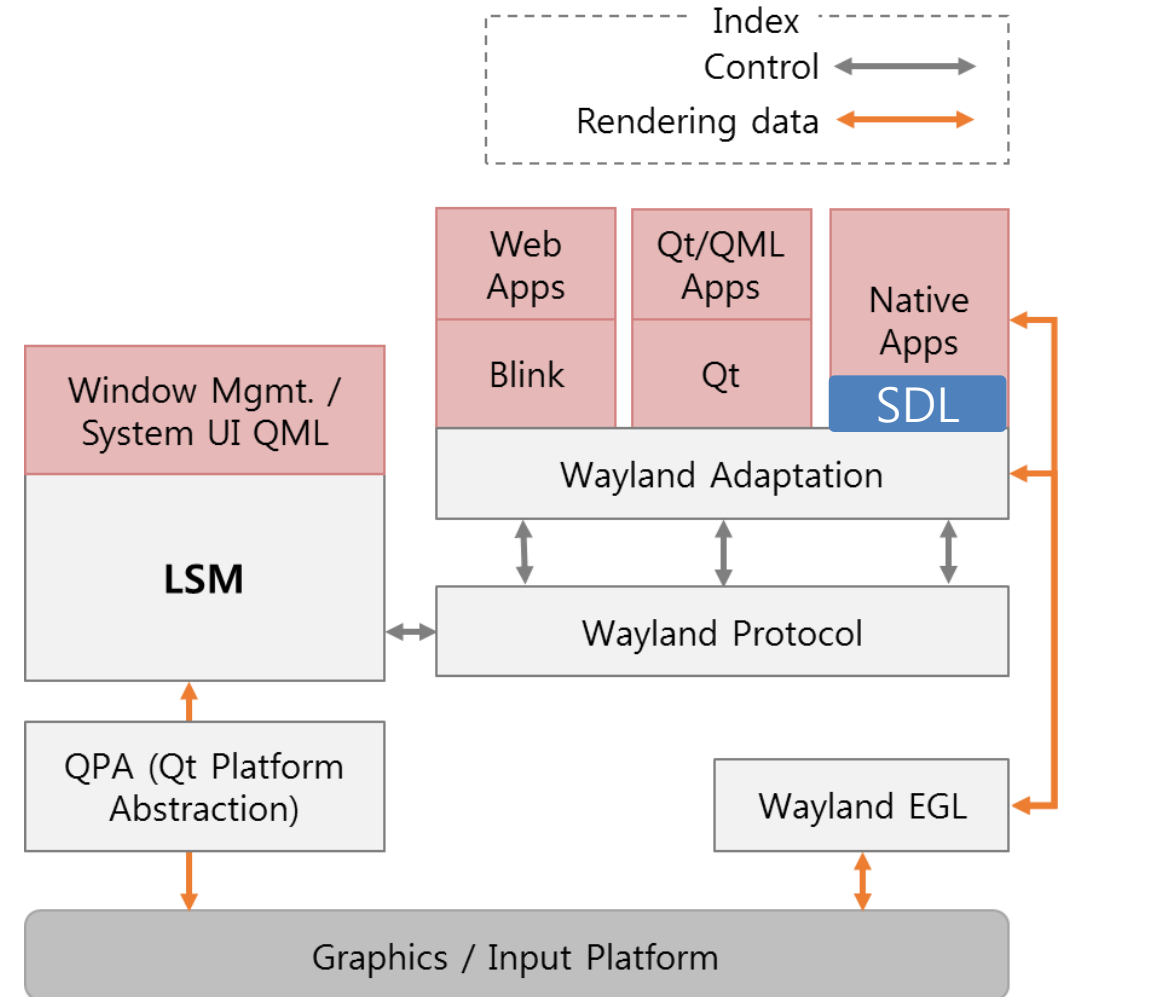 Index
Control
Rendering data
Web
Apps
Qt/QML
Apps
Native
Apps
Blink
Qt
SDL
Window Mgmt. /
System UI QML
Wayland Adaptation
LSM
Wayland Protocol
QPA (Qt Platform
Abstraction)
Wayland EGL
Graphics / Input Platform